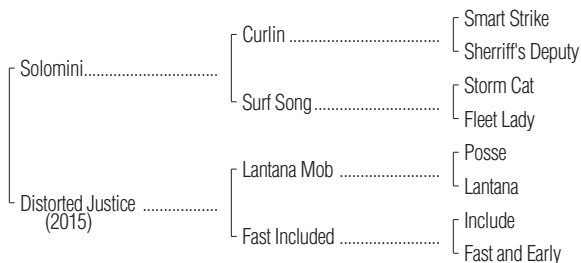 Smart Strike
Curlin
Sherriff's Deputy
Solomini
Storm Cat
Surf Song
Fleet Lady
Posse
Lantana Mob
Lantana
Distorted Justice
(2015)
Include
Fast Included
Fast and Early